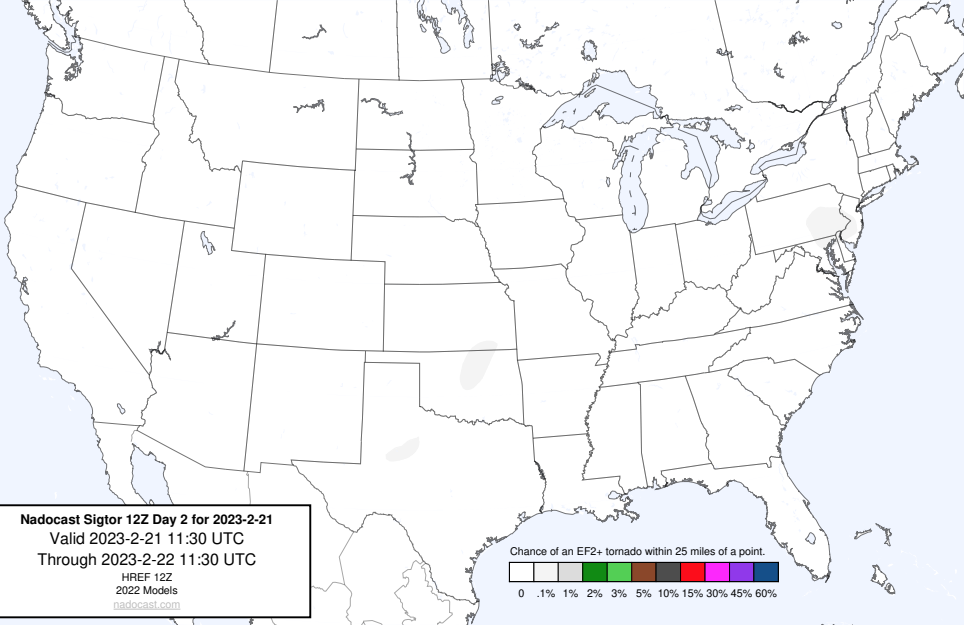 Nadocast Sigtor 12Z Day 2 for 2023-2-21
Valid 2023-2-21 11:30 UTC
Through 2023-2-22 11:30 UTC
HREF 12Z
2022 Models
nadocast.com
Chance of an EF2+ tornado within 25 miles of a point.
0 .1% 1% 2% 3% 5% 10% 15% 30% 45% 60%